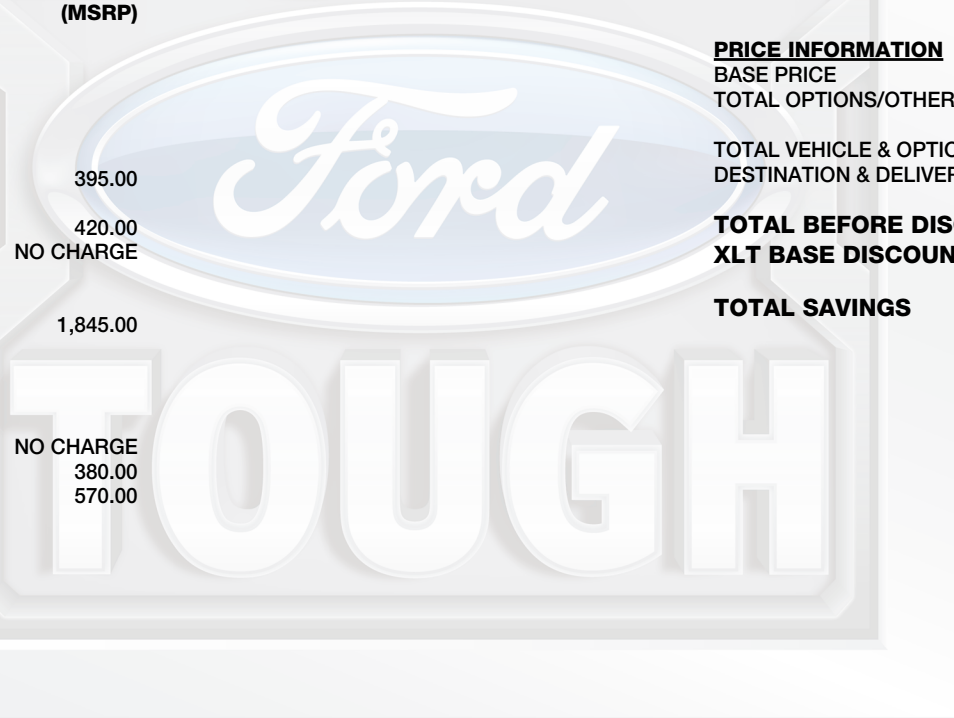 (MSRP)
395.00
420.00
NO CHARGE
1,845.00
NO CHARGE
380.00
570.00
PRICE INFORMATION
BASE PRICE
TOTAL OPTIONS/OTHER
TOTAL VEHICLE & OPTIO
DESTINATION & DELIVER
TOTAL BEFORE DISC
XLT BASE DISCOUN
TOTAL SAVINGS
Ford
TOUGH